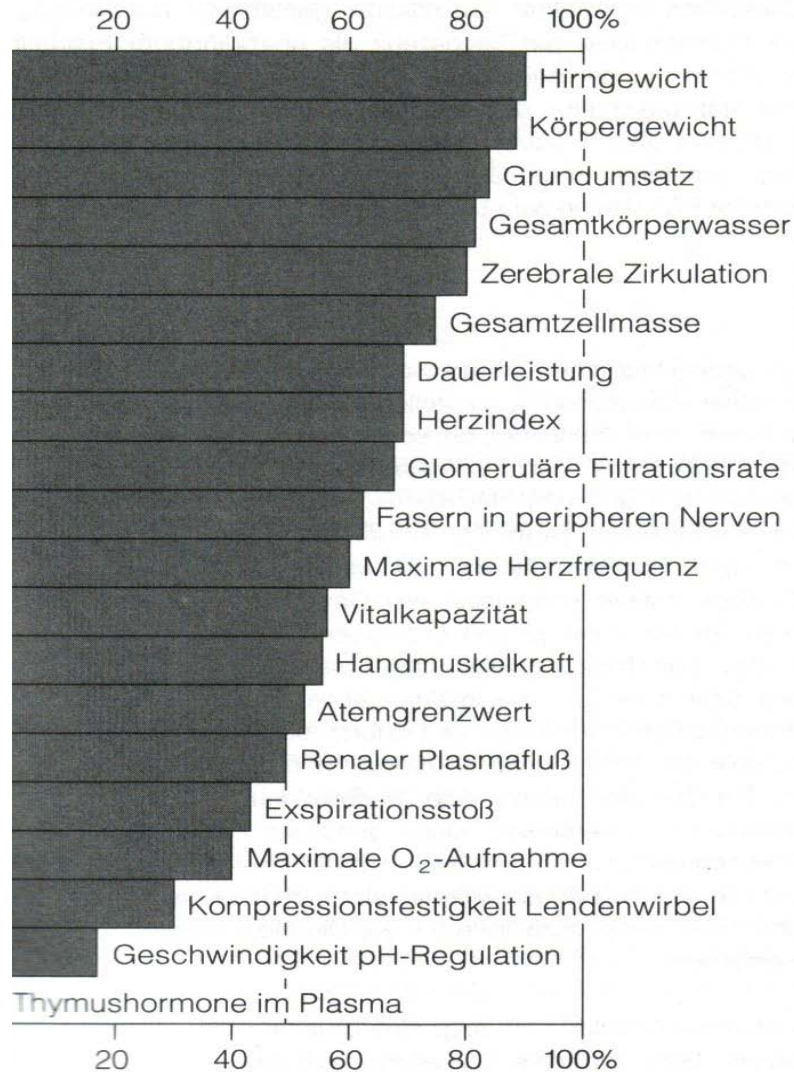 20 40 60 80 100%
Hirngewicht
Körpergewicht
Grundumsatz
Gesamtkörperwasser
Zerebrale Zirkulation
Gesamtzellmasse
Dauerleistung
Herzindex
Glomeruläre Filtrationsrate
Fasern in peripheren Nerven
Maximale Herzfrequenz
Vitalkapazität
Handmuskelkraft
Atemgrenzwert
Renaler Plasmafluß
Exspirationsstoß
Maximale O₂-Aufnahme
Kompressionsfestigkeit Lendenwirbel
Geschwindigkeit pH-Regulation
Thymushormone im Plasma
20 40 60 80 100%